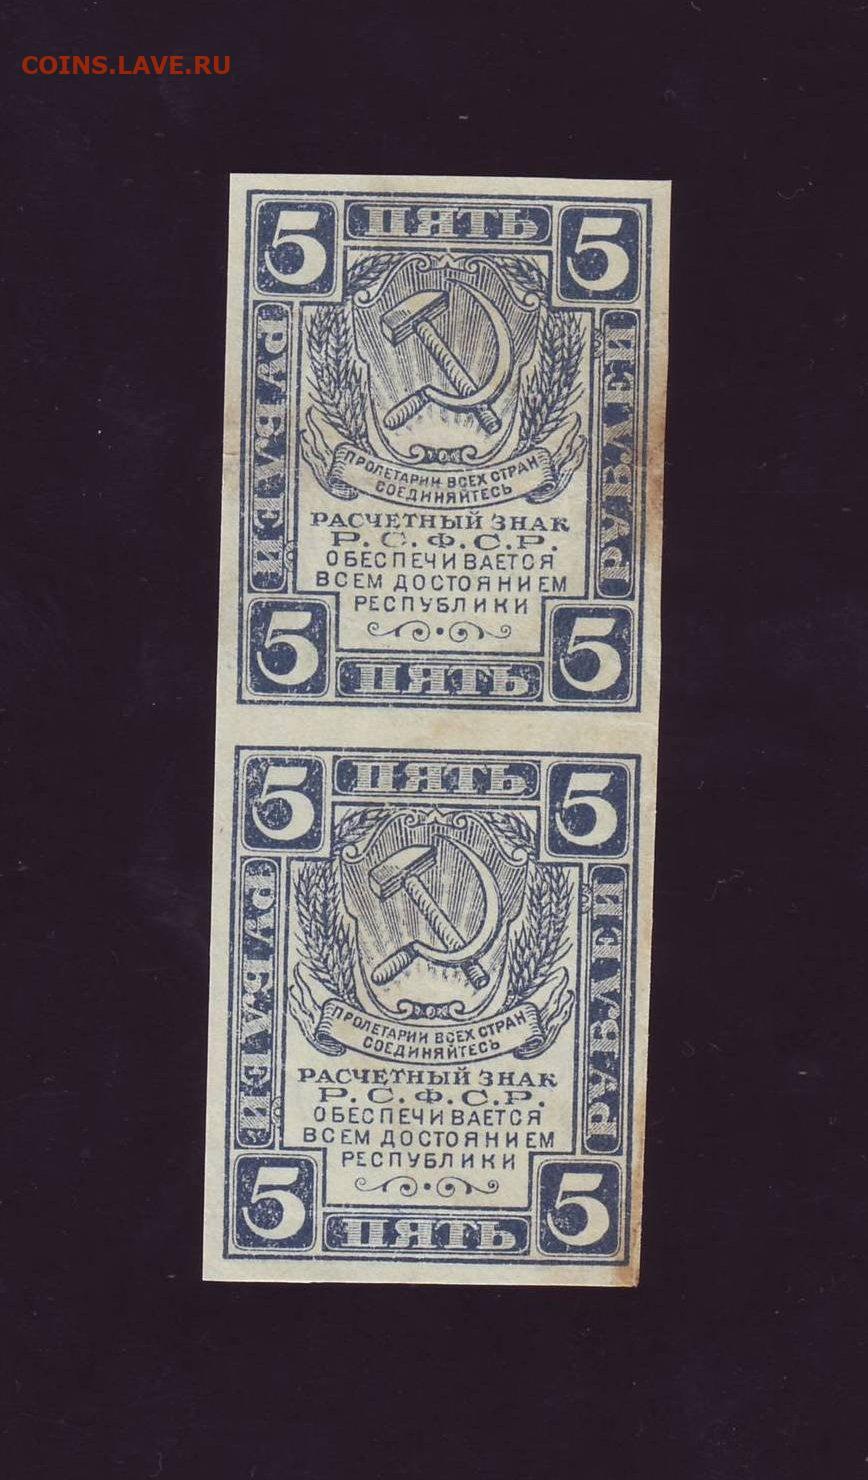 COINS.LAVE.RU
5 ПЯТЬ 5
РУБЛЕЙ
РУБЛЕЙ
ПРОЛЕТАРИИ ВСЕХ СТРАН
СОЕДИНЯЙТЕСЬ
РАСЧЕТНЫЙ ЗНАК
Р. С. Ф. С. Р.
ОБЕСПЕЧИВАЕТСЯ
ВСЕМ ДОСТОЯНИЕМ
РЕСПУБЛИКИ
5 ПЯТЬ 5
5 ПЯТЬ 5
РУБЛЕЙ
РУБЛЕЙ
ПРОЛЕТАРИИ ВСЕХ СТРАН
СОЕДИНЯЙТЕСЬ
РАСЧЕТНЫЙ ЗНАК
Р. С. Ф. С. Р.
ОБЕСПЕЧИВАЕТСЯ
ВСЕМ ДОСТОЯНИЕМ
РЕСПУБЛИКИ
5 ПЯТЬ 5